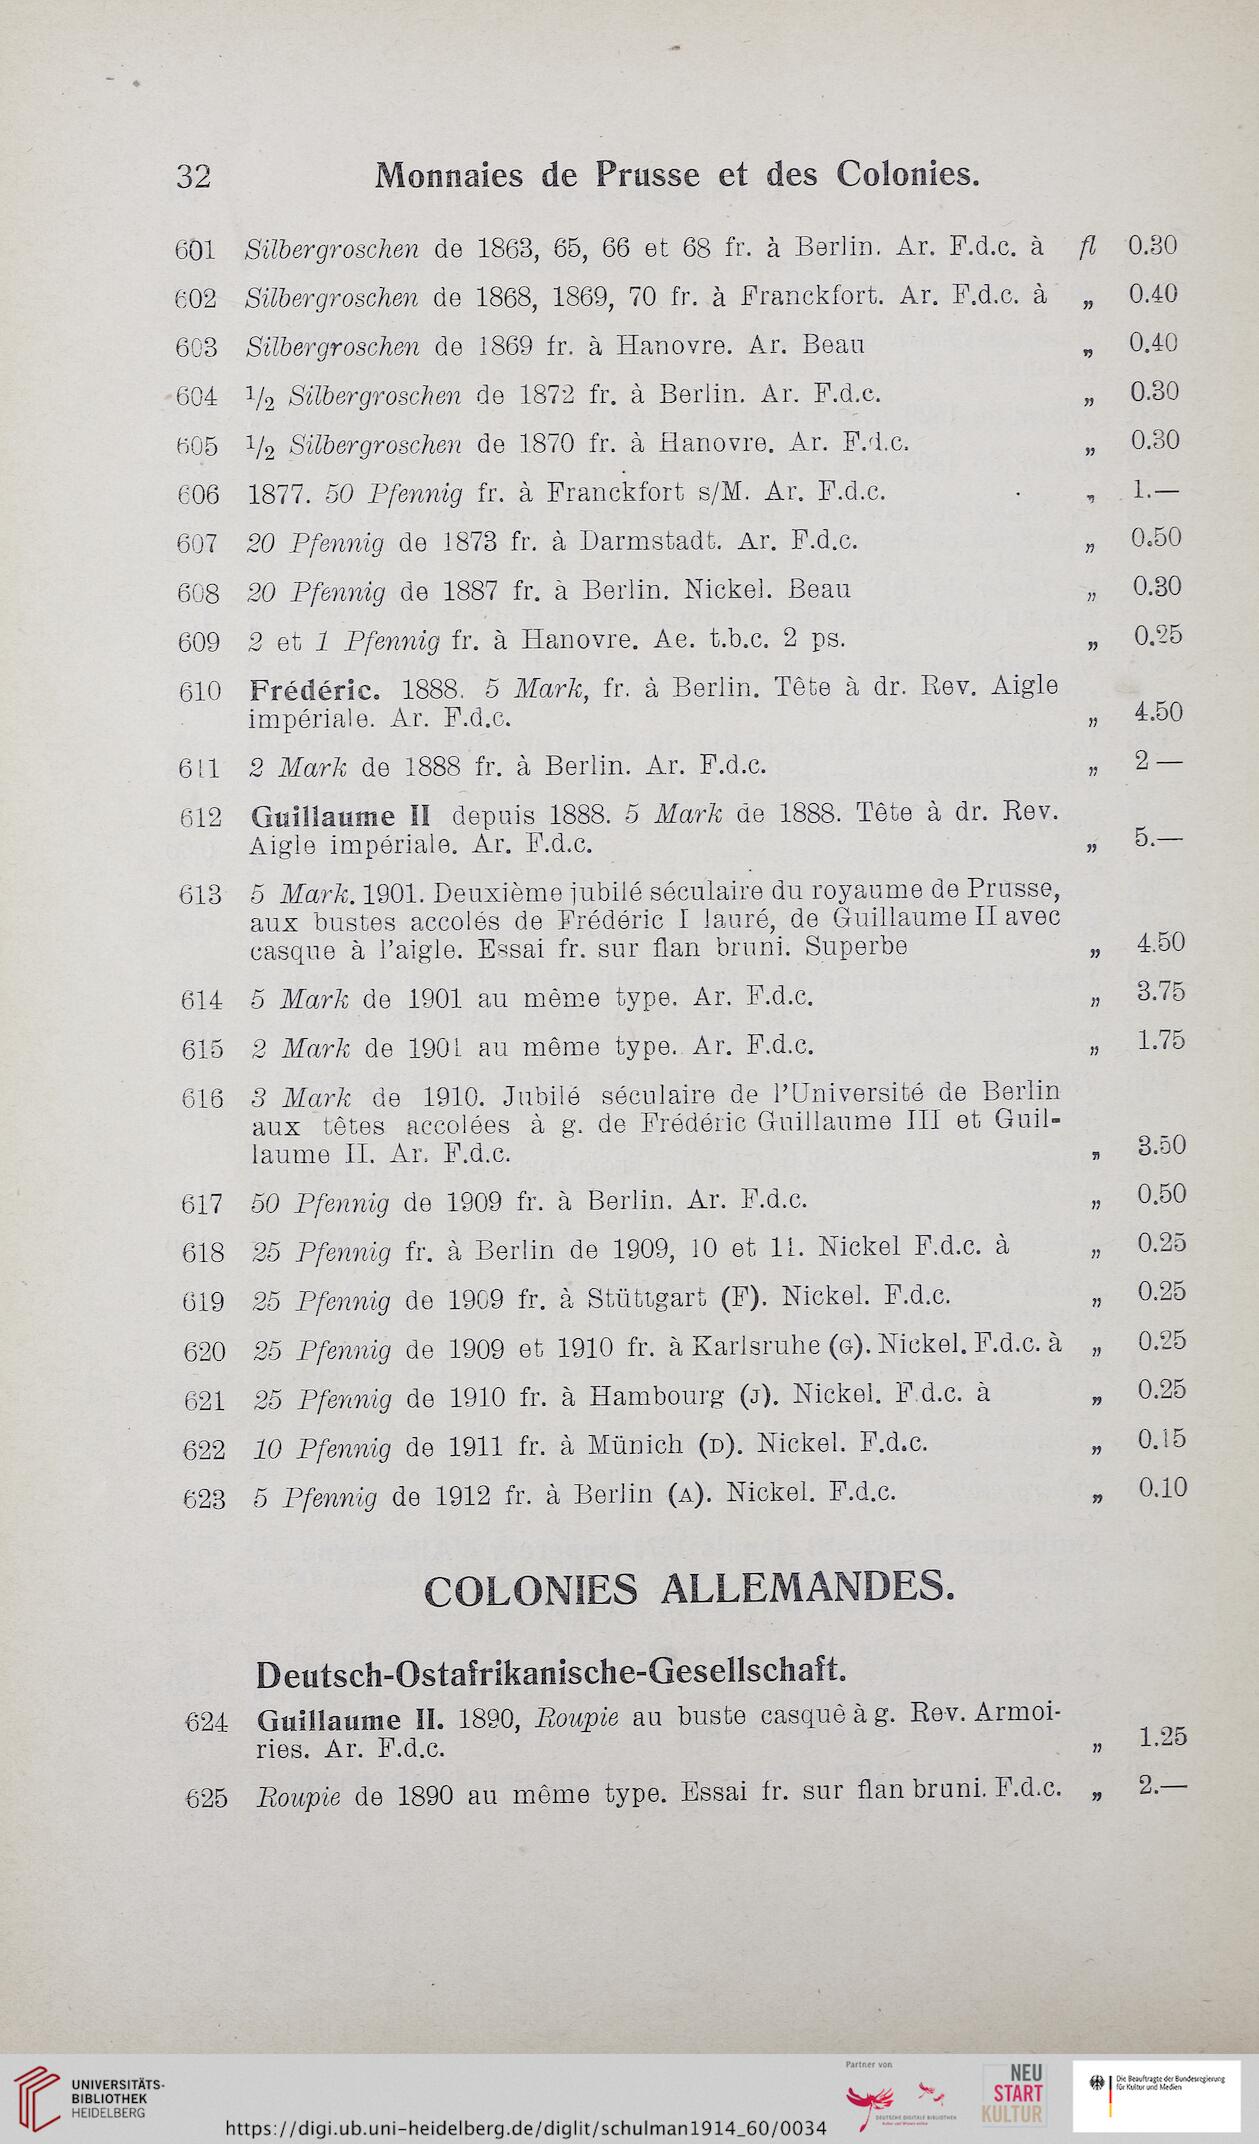 32 Monnaies de Prusse et des Colonies.
601 Silbergroschen de 1863, 65, 66 et 68 fr. à Berlin. Ar. F.d.c. à fl 0.30
602 Silbergroschen de 1868, 1869, 70 fr. à Franckfort. Ar. F.d.c. à „ 0.40
603 Silbergroschen de 1869 fr. à Hanovre. Ar. Beau „ 0.40
604 1/2 Silbergroschen de 1872 fr. à Berlin. Ar. F.d.c. „ 0.30
605 1/2 Silbergroschen de 1870 fr. à Hanovre. Ar. F.d.c. „ 0.30
606 1877. 50 Pfennig fr. à Franckfort s/M. Ar. F.d.c. „ 1.—
607 20 Pfennig de 1873 fr. à Darmstadt. Ar. F.d.c. „ 0.50
608 20 Pfennig de 1887 fr. à Berlin. Nickel. Beau „ 0.30
609 2 et 1 Pfennig fr. à Hanovre. Ae. t.b.c. 2 ps. „ 0.25
610 Frédéric. 1888. 5 Mark, fr. à Berlin. Tête à dr. Rev. Aigle
impériale. Ar. F.d.c. „ 4.50
611 2 Mark de 1888 fr. à Berlin. Ar. F.d.c. „ 2 —
612 Guillaume II depuis 1888. 5 Mark de 1888. Tête à dr. Rev.
Aigle impériale. Ar. F.d.c. „ 5.—
613 5 Mark. 1901. Deuxième jubilé séculaire du royaume de Prusse,
aux bustes accolés de Frédéric I lauré, de Guillaume II avec
casque à l'aigle. Essai fr. sur flan bruni. Superbe „ 4.50
614 5 Mark de 1901 au même type. Ar. F.d.c. „ 3.75
615 2 Mark de 1901 au même type. Ar. F.d.c. „ 1.75
616 3 Mark de 1910. Jubilé séculaire de l'Université de Berlin
aux têtes accolées à g. de Frédéric Guillaume III et Guil-
laume II. Ar. F.d.c. „ 3.50
617 50 Pfennig de 1909 fr. à Berlin. Ar. F.d.c. „ 0.50
618 25 Pfennig fr. à Berlin de 1909, 10 et 11. Nickel F.d.c. à „ 0.25
619 25 Pfennig de 1909 fr. à Stüttgart (F). Nickel. F.d.c. „ 0.25
620 25 Pfennig de 1909 et 1910 fr. à Karlsruhe (G). Nickel. F.d.c. à „ 0.25
621 25 Pfennig de 1910 fr. à Hambourg (J). Nickel. F.d.c. à „ 0.25
622 10 Pfennig de 1911 fr. à Münich (D). Nickel. F.d.c. „ 0.15
623 5 Pfennig de 1912 fr. à Berlin (A). Nickel. F.d.c. „ 0.10
COLONIES ALLEMANDES.
Deutsch-Ostafrikanische-Gesellschaft.
624 Guillaume II. 1890, Roupie au buste casquê à g. Rev. Armoi-
ries. Ar. F.d.c. „ 1.25
625 Roupie de 1890 au même type. Essai fr. sur flan bruni. F.d.c. „ 2.—
UNIVERSITÄTS-
BIBLIOTHEK
HEIDELBERG
https://digi.ub.uni-heidelberg.de/diglit/schulman1914_60/0034
Partner von
DEUTSCHE DIGITALE BIBLIOTHEK
Kultur und Wissen online
NEU
START
KULTUR
Die Beauftragte der Bundesregierung
für Kultur und Medien